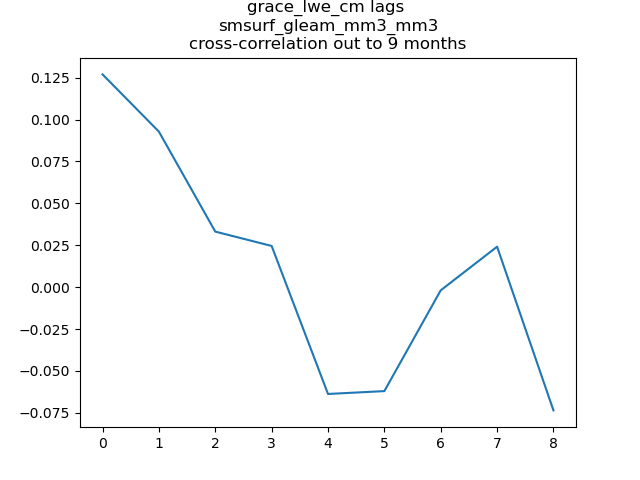 grace_lwe_cm lags
smsurf_gleam_mm3_mm3
cross-correlation out to 9 months
0.125
0.100
0.075
0.050
0.025
0.000
−0.025
−0.050
−0.075
0 1 2 3 4 5 6 7 8